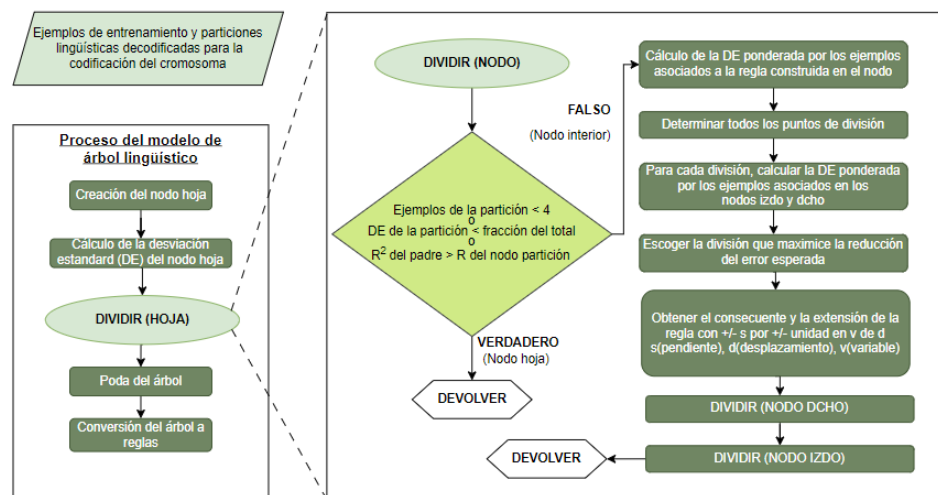 Ejemplos de entrenamiento y particiones
lingüísticas decodificadas para la
codificación del cromosoma
Proceso del modelo de
árbol lingüístico
Creación del nodo hoja
Cálculo de la desviación
estandard (DE) del nodo hoja
DIVIDIR (HOJA)
Poda del árbol
Conversión del árbol a
reglas
DIVIDIR (NODO)
FALSO
(Nodo interior)
Ejemplos de la partición < 4
o
DE de la partición < fracción del total
o
R² del padre > R del nodo partición
VERDADERO
(Nodo hoja)
DEVOLVER
Cálculo de la DE ponderada por los ejemplos
asociados a la regla construida en el nodo
Determinar todos los puntos de división
Para cada división, calcular la DE ponderada
por los ejemplos asociados en los
nodos izdo y dcho
Escoger la división que maximice la reducción
del error esperada
Obtener el consecuente y la extensión de la
regla con +/- s por +/- unidad en v de d
s(pendiente), d(desplazamiento), v(variable)
DIVIDIR (NODO DCHO)
DIVIDIR (NODO IZDO)
DEVOLVER